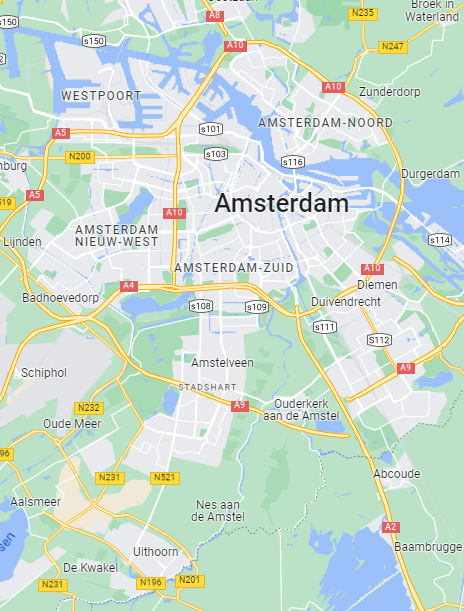 Broek in
Waterland
A8
N235
s150
s150
A10
N247
A10
Zunderdorp
WESTPOORT
AMSTERDAM-NOORD
A5
s101
s103
N200
s116
Durgerdam
A5
Amsterdam
A10
AMSTERDAM
NIEUW-WEST
s114
Lijnden
AMSTERDAM-ZUID
A10
A4
Diemen
Badhoevedorp
s108
s109
Duivendrecht
s111
S112
Amstelveen
A9
Schiphol
STADSHART
N232
A9
Ouderkerk
aan de Amstel
Oude Meer
N231
N521
Abcoude
Aalsmeer
Nes aan
de Amstel
A2
Baambrugge
Uithoorn
De Kwakel
N231
N196
N201